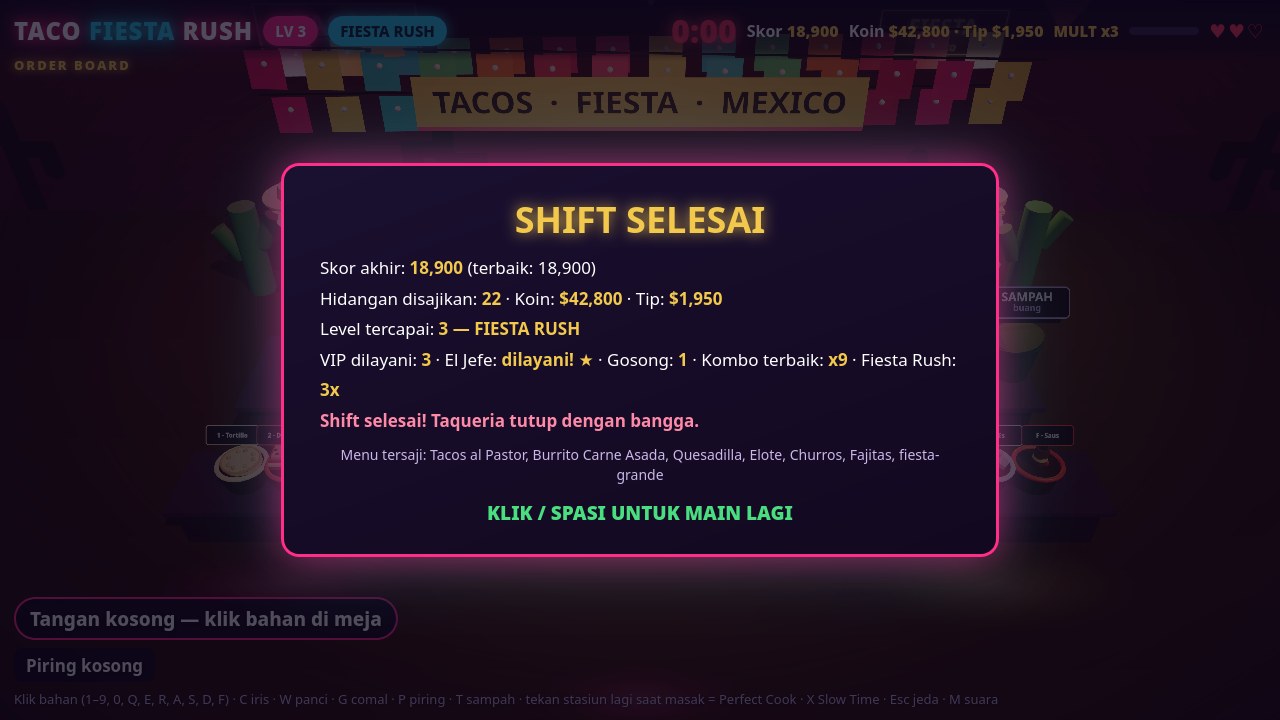 TACO FIESTA RUSH LV 3 FIESTA RUSH 0:00 Skor 18,900 Koin $42,800 · Tip $1,950 MULT x3 ♥♥♡
ORDER BOARD
TACOS · FIESTA · MEXICO
SHIFT SELESAI
Skor akhir: 18,900 (terbaik: 18,900)
Hidangan disajikan: 22 · Koin: $42,800 · Tip: $1,950
Level tercapai: 3 — FIESTA RUSH
VIP dilayani: 3 · El Jefe: dilayani! ★ · Gosong: 1 · Kombo terbaik: x9 · Fiesta Rush:
3x
Shift selesai! Taqueria tutup dengan bangga.
Menu tersaji: Tacos al Pastor, Burrito Carne Asada, Quesadilla, Elote, Churros, Fajitas, fiesta-
grande
KLIK / SPASI UNTUK MAIN LAGI
SAMPAH
buang
1 · Tortilla
F · Saus
Tangan kosong — klik bahan di meja
Piring kosong
Klik bahan (1–9, 0, Q, E, R, A, S, D, F) · C iris · W panci · G comal · P piring · T sampah · tekan stasiun lagi saat masak = Perfect Cook · X Slow Time · Esc jeda · M suara